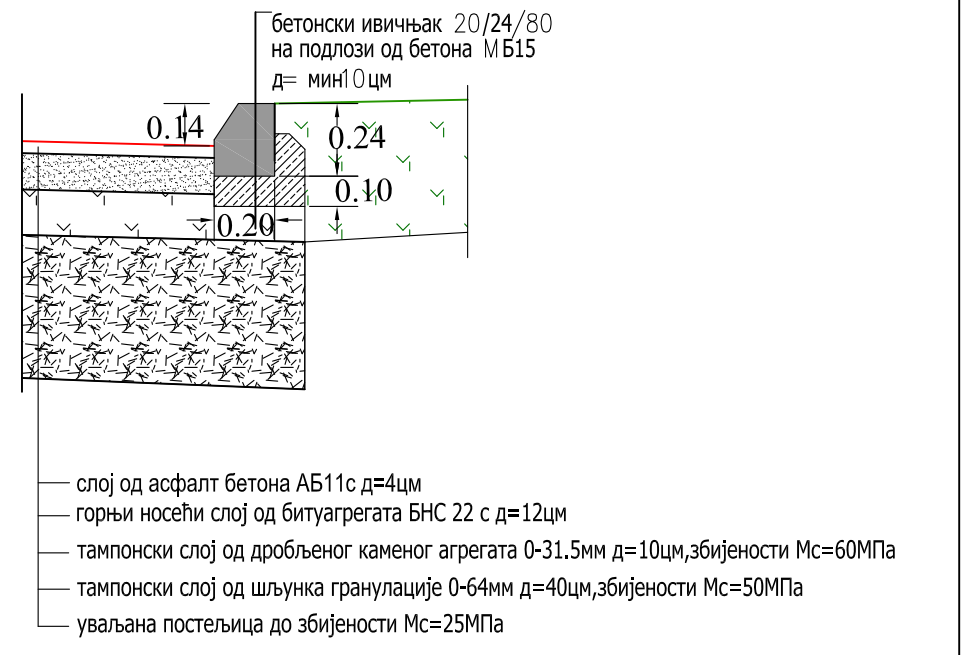 бетонски ивичњак 20/24/80
на подлози од бетона МБ15
д= мин10цм
0.14
0.24
0.10
0.20
слој од асфалт бетона АБ11с д=4цм
горњи носећи слој од битуагрегата БНС 22 с д=12цм
тампонски слој од дробљеног каменог агрегата 0-31.5мм д=10цм,збијености Мс=60МПа
тампонски слој од шљунка гранулације 0-64мм д=40цм,збијености Мс=50МПа
уваљана постељица до збијености Мс=25МПа